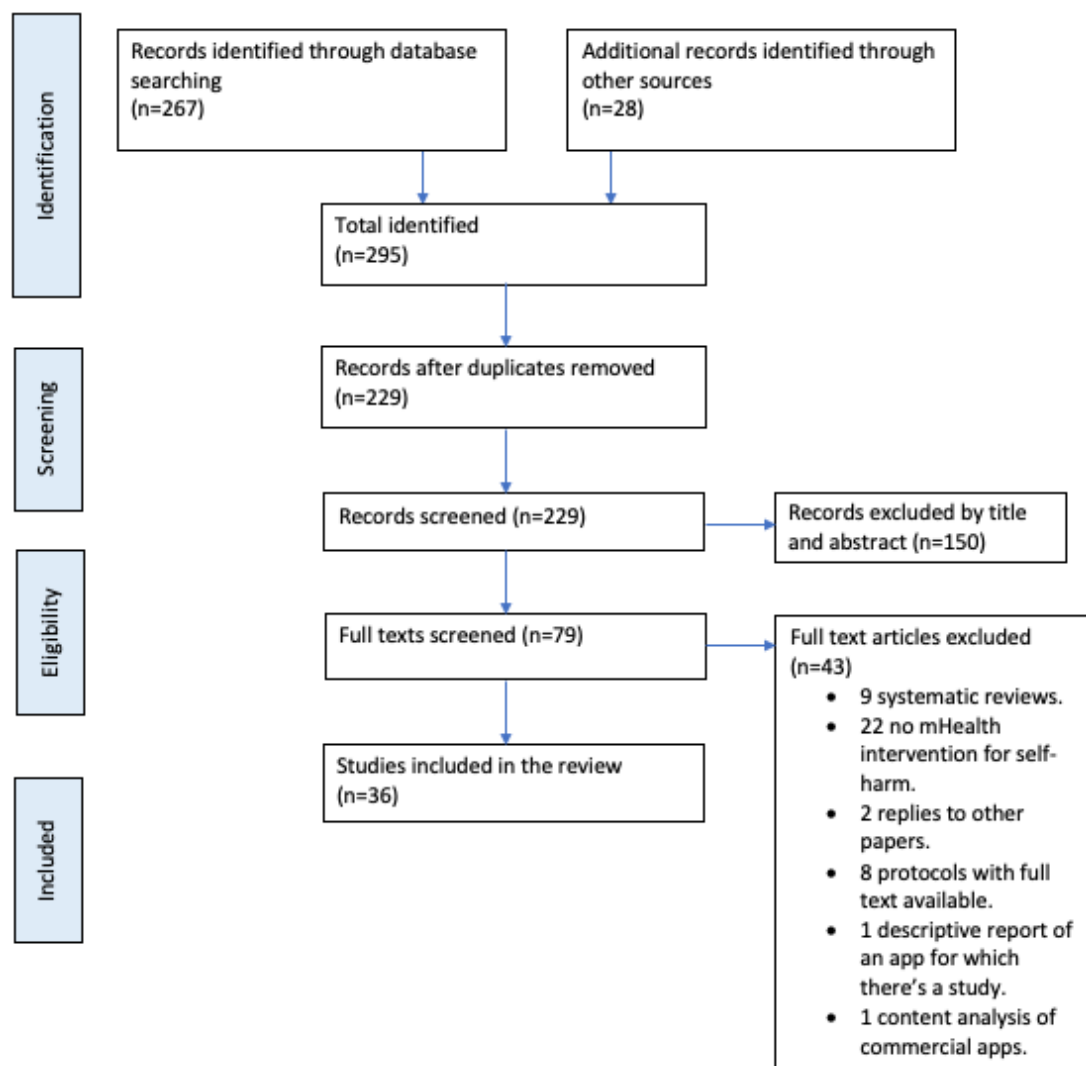 Identification
Records identified through database
searching
(n=267)
Additional records identified through
other sources
(n=28)
Total identified
(n=295)
Screening
Records after duplicates removed
(n=229)
Records screened (n=229)
Records excluded by title
and abstract (n=150)
Eligibility
Full texts screened (n=79)
Full text articles excluded
(n=43)
• 9 systematic reviews.
• 22 no mHealth
intervention for self-
harm.
• 2 replies to other
papers.
• 8 protocols with full
text available.
• 1 descriptive report of
an app for which
there’s a study.
• 1 content analysis of
commercial apps.
Included
Studies included in the review
(n=36)